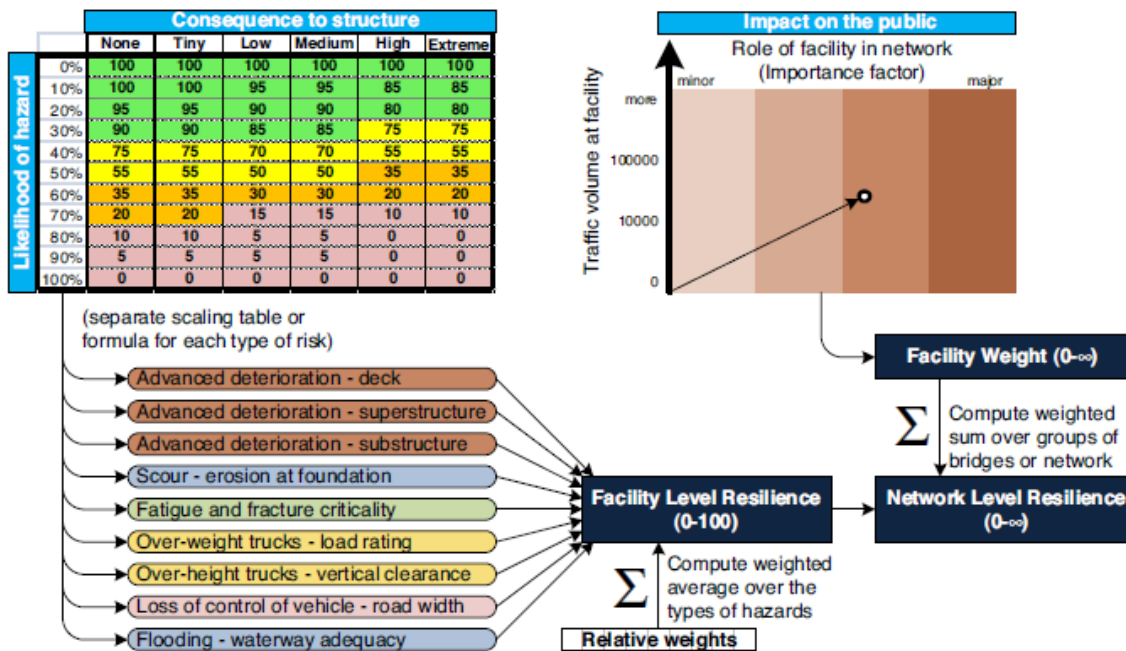 Consequence to structure
None Tiny Low Medium High Extreme
Likelihood of hazard
0% 100 100 100 100 100 100
10% 100 100 95 95 85 85
20% 95 95 90 90 80 80
30% 90 90 85 85 75 75
40% 75 75 70 70 55 55
50% 55 55 50 50 35 35
60% 35 35 30 30 20 20
70% 20 20 15 15 10 10
80% 10 10 5 5 0 0
90% 5 5 5 5 0 0
100% 0 0 0 0 0 0
Impact on the public
Role of facility in network
(Importance factor)
minor major
Traffic volume at facility
more
100000
10000
0
(separate scaling table or
formula for each type of risk)
Advanced deterioration - deck
Advanced deterioration - superstructure
Advanced deterioration - substructure
Scour - erosion at foundation
Fatigue and fracture criticality
Over-weight trucks - load rating
Over-height trucks - vertical clearance
Loss of control of vehicle - road width
Flooding - waterway adequacy
Facility Level Resilience
(0-100)
Σ
Compute weighted
average over the
types of hazards
Relative weights
Facility Weight (0-∞)
Σ
Compute weighted
sum over groups of
bridges or network
Network Level Resilience
(0-∞)